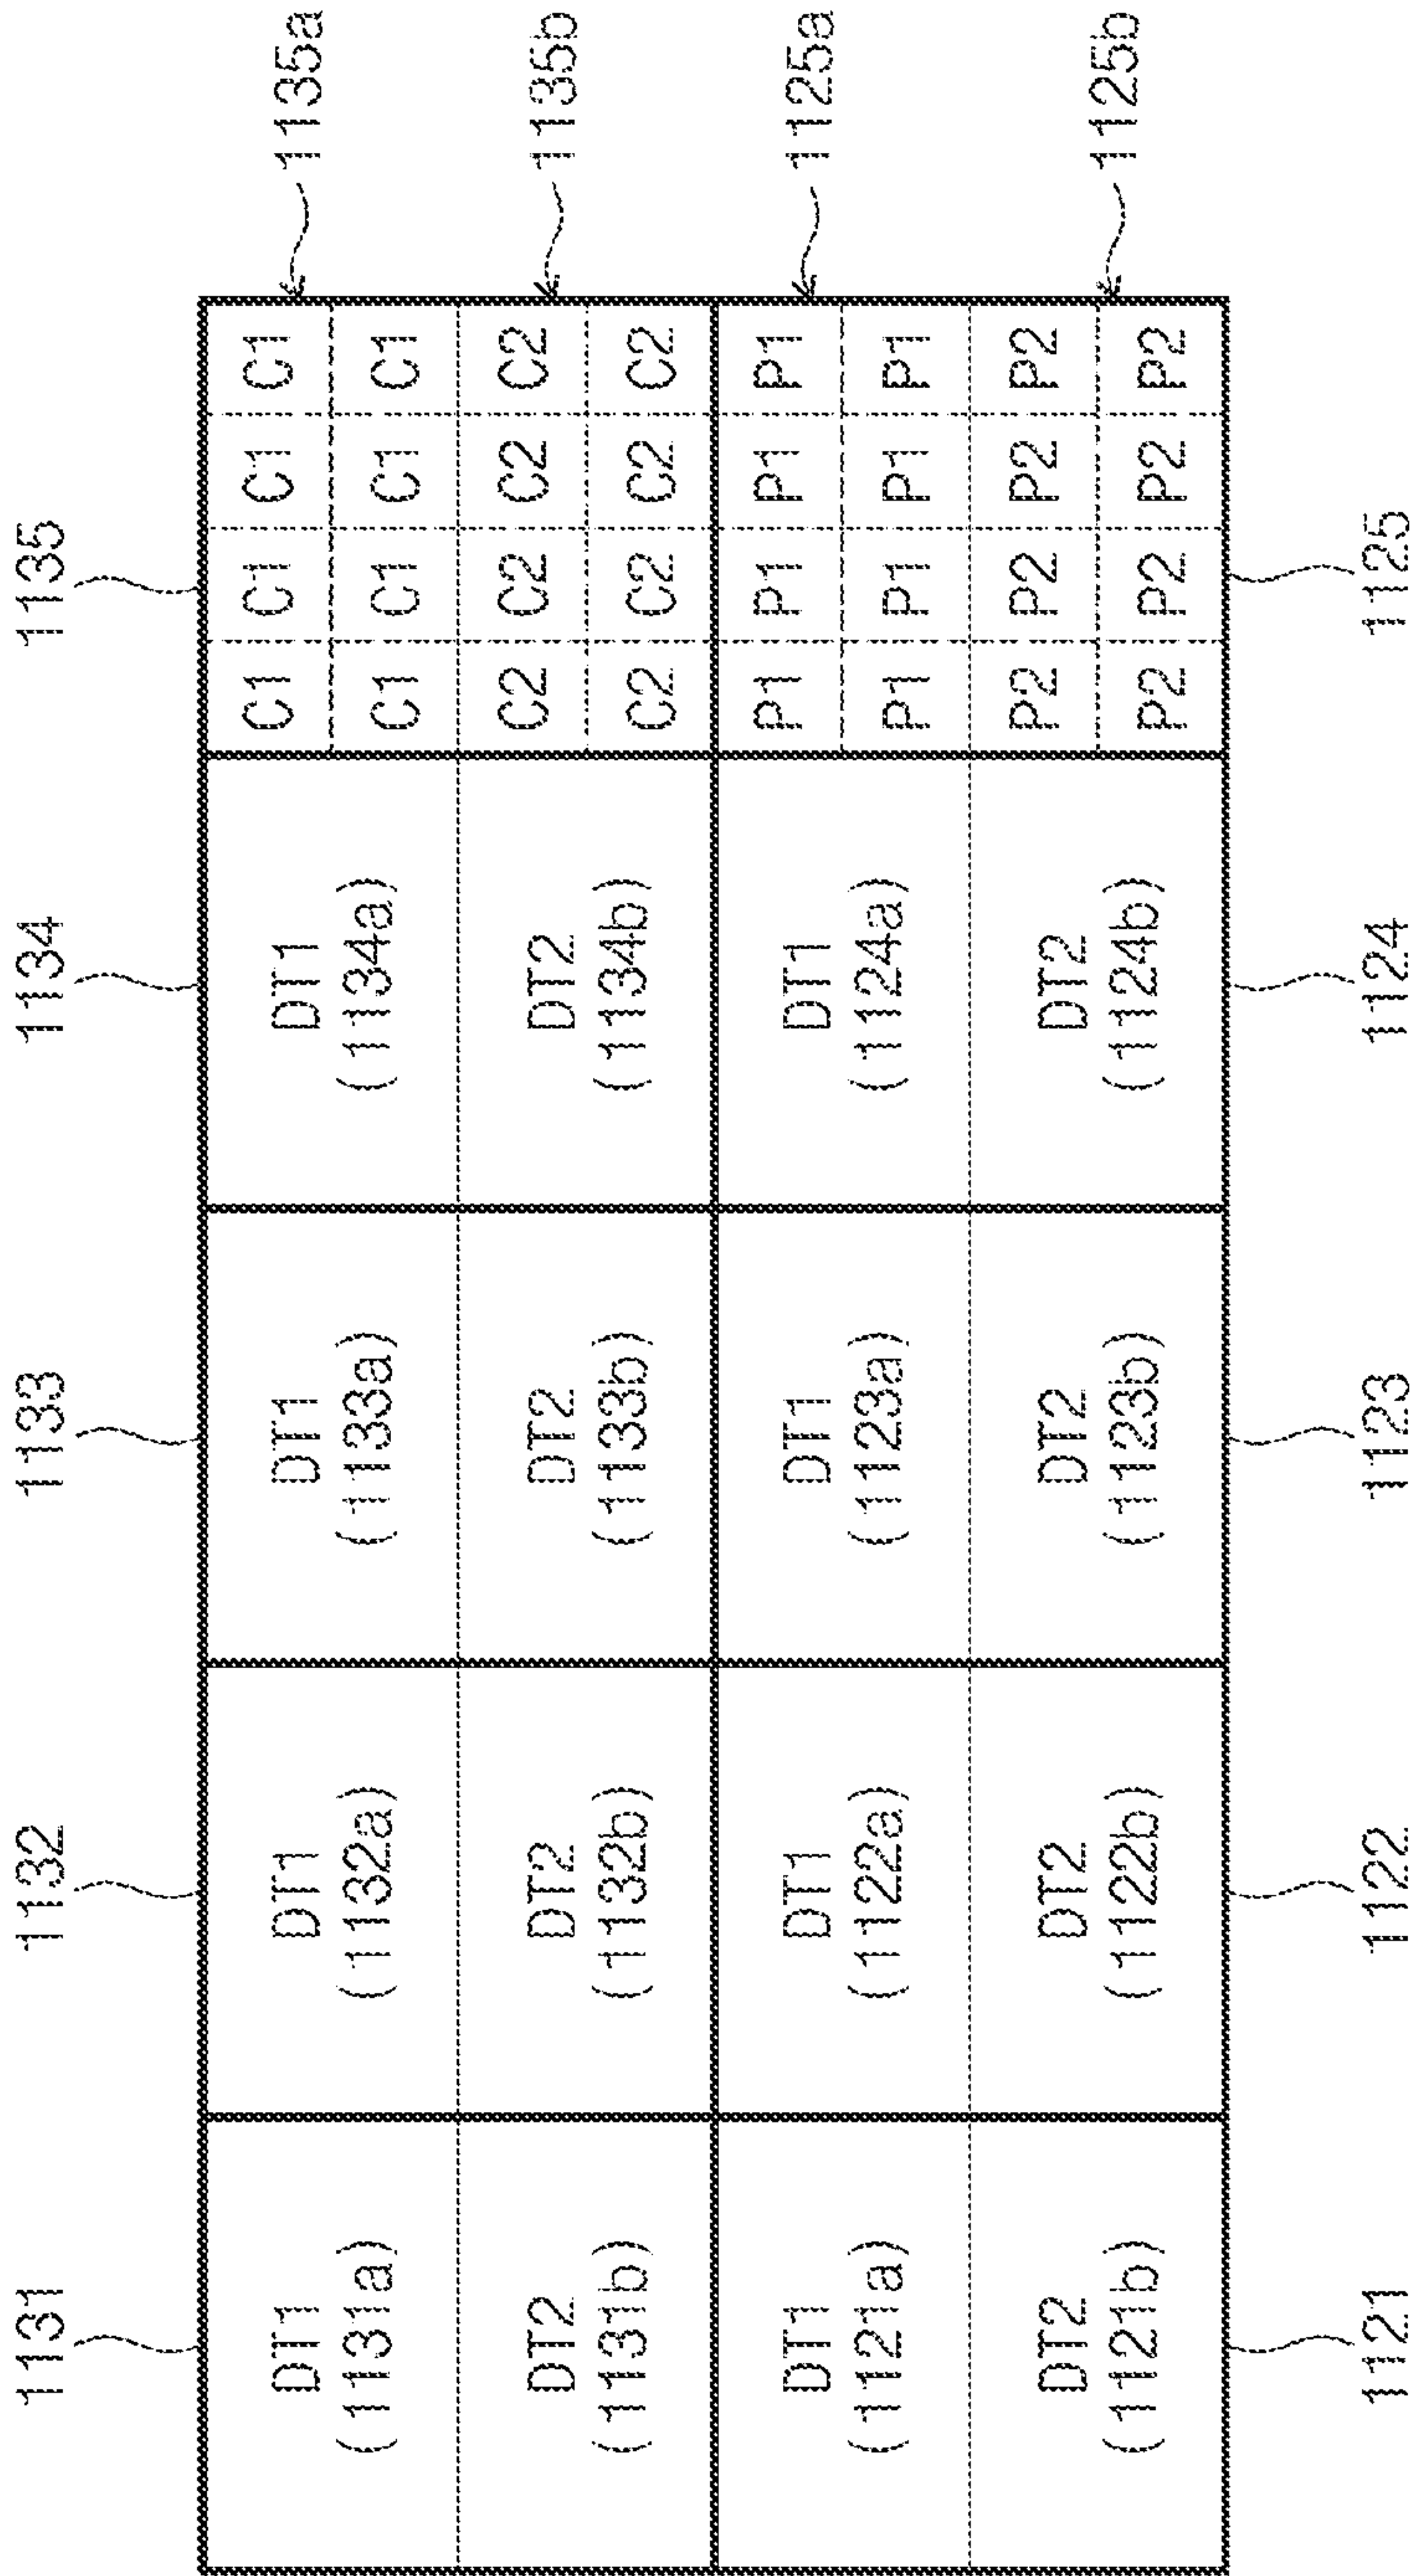 1131 1132 1133 1134 1135
DT1 DT1 DT1 DT1 C1 C1 C1 C1 1135a
(1131a) (1132a) (1133a) (1134a) C1 C1 C1 C1
DT2 DT2 DT2 DT2 C2 C2 C2 C2 1135b
(1131b) (1132b) (1133b) (1134b) C2 C2 C2 C2
DT1 DT1 DT1 DT1 P1 P1 P1 P1 1125a
(1121a) (1122a) (1123a) (1124a) P1 P1 P1 P1
DT2 DT2 DT2 DT2 P2 P2 P2 P2 1125b
(1121b) (1122b) (1123b) (1124b) P2 P2 P2 P2
1121 1122 1123 1124 1125